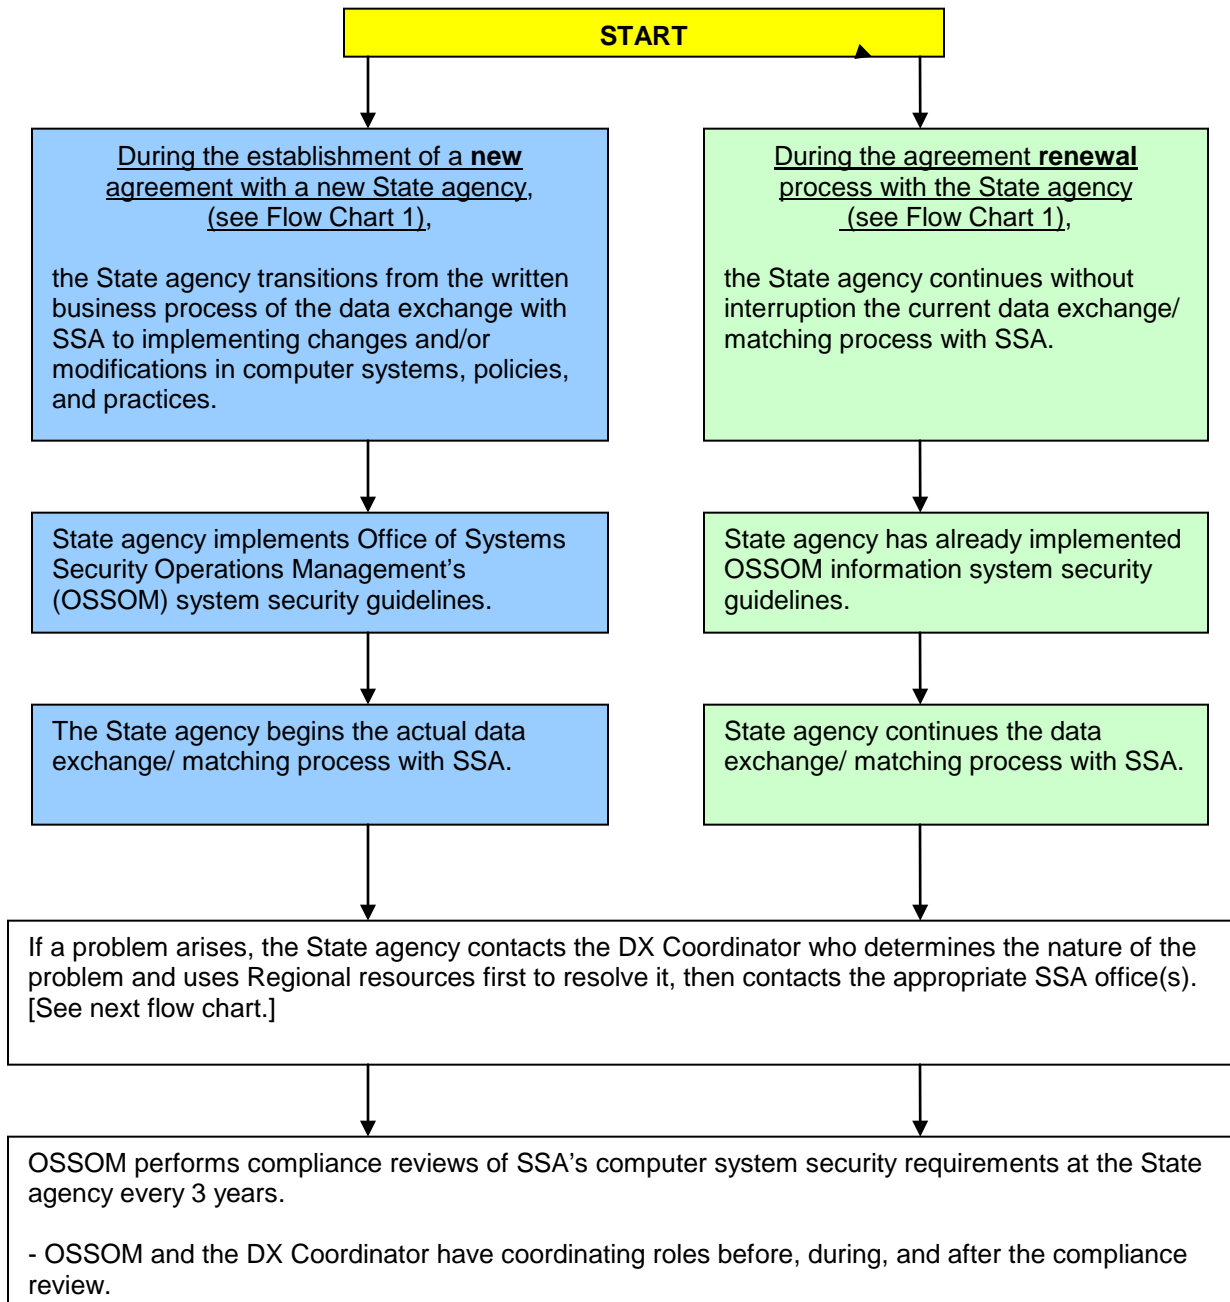 START
During the establishment of a new
agreement with a new State agency,
(see Flow Chart 1),
the State agency transitions from the written
business process of the data exchange with
SSA to implementing changes and/or
modifications in computer systems, policies,
and practices.
During the agreement renewal
process with the State agency
(see Flow Chart 1),
the State agency continues without
interruption the current data exchange/
matching process with SSA.
State agency implements Office of Systems
Security Operations Management's
(OSSOM) system security guidelines.
State agency has already implemented
OSSOM information system security
guidelines.
The State agency begins the actual data
exchange/ matching process with SSA.
State agency continues the data
exchange/ matching process with SSA.
If a problem arises, the State agency contacts the DX Coordinator who determines the nature of the
problem and uses Regional resources first to resolve it, then contacts the appropriate SSA office(s).
[See next flow chart.]
OSSOM performs compliance reviews of SSA's computer system security requirements at the State
agency every 3 years.
- OSSOM and the DX Coordinator have coordinating roles before, during, and after the compliance
review.